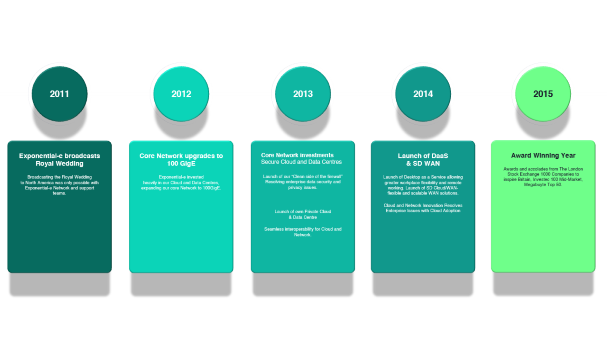 2011
2012
2013
2014
2015
Exponential-e broadcasts
Royal Wedding
Broadcasting the Royal Wedding
to North America was only possible with
Exponential-e Network and support
teams.
Core Network upgrades to
100 GigE
Exponential-e invested
heavily in our Cloud and Data Centres,
expanding our core Network to 100GigE.
Core Network investments
Secure Cloud and Data Centres
Launch of our "Clean side of the firewall"
Resolving enterprise data security and
privacy issues.
Launch of new Private Cloud
& Data Centre
Seamless Interoperability for Cloud and
Network
Launch of DaaS
& SD WAN
Launch of Desktop as a Service allowing
greater workplace flexibility and remote
working. Launch of SD Cloud/WAN-
flexible and scalable WAN solutions.
Cloud and Network Innovation Resolves
Enterprise Issues with Cloud Adoption
Award Winning Year
Awards and accolades from The London
Stock Exchange 1000 Companies to
Inspire Britain, Investec 100 Mid-Market,
Megabuyte Top 50.